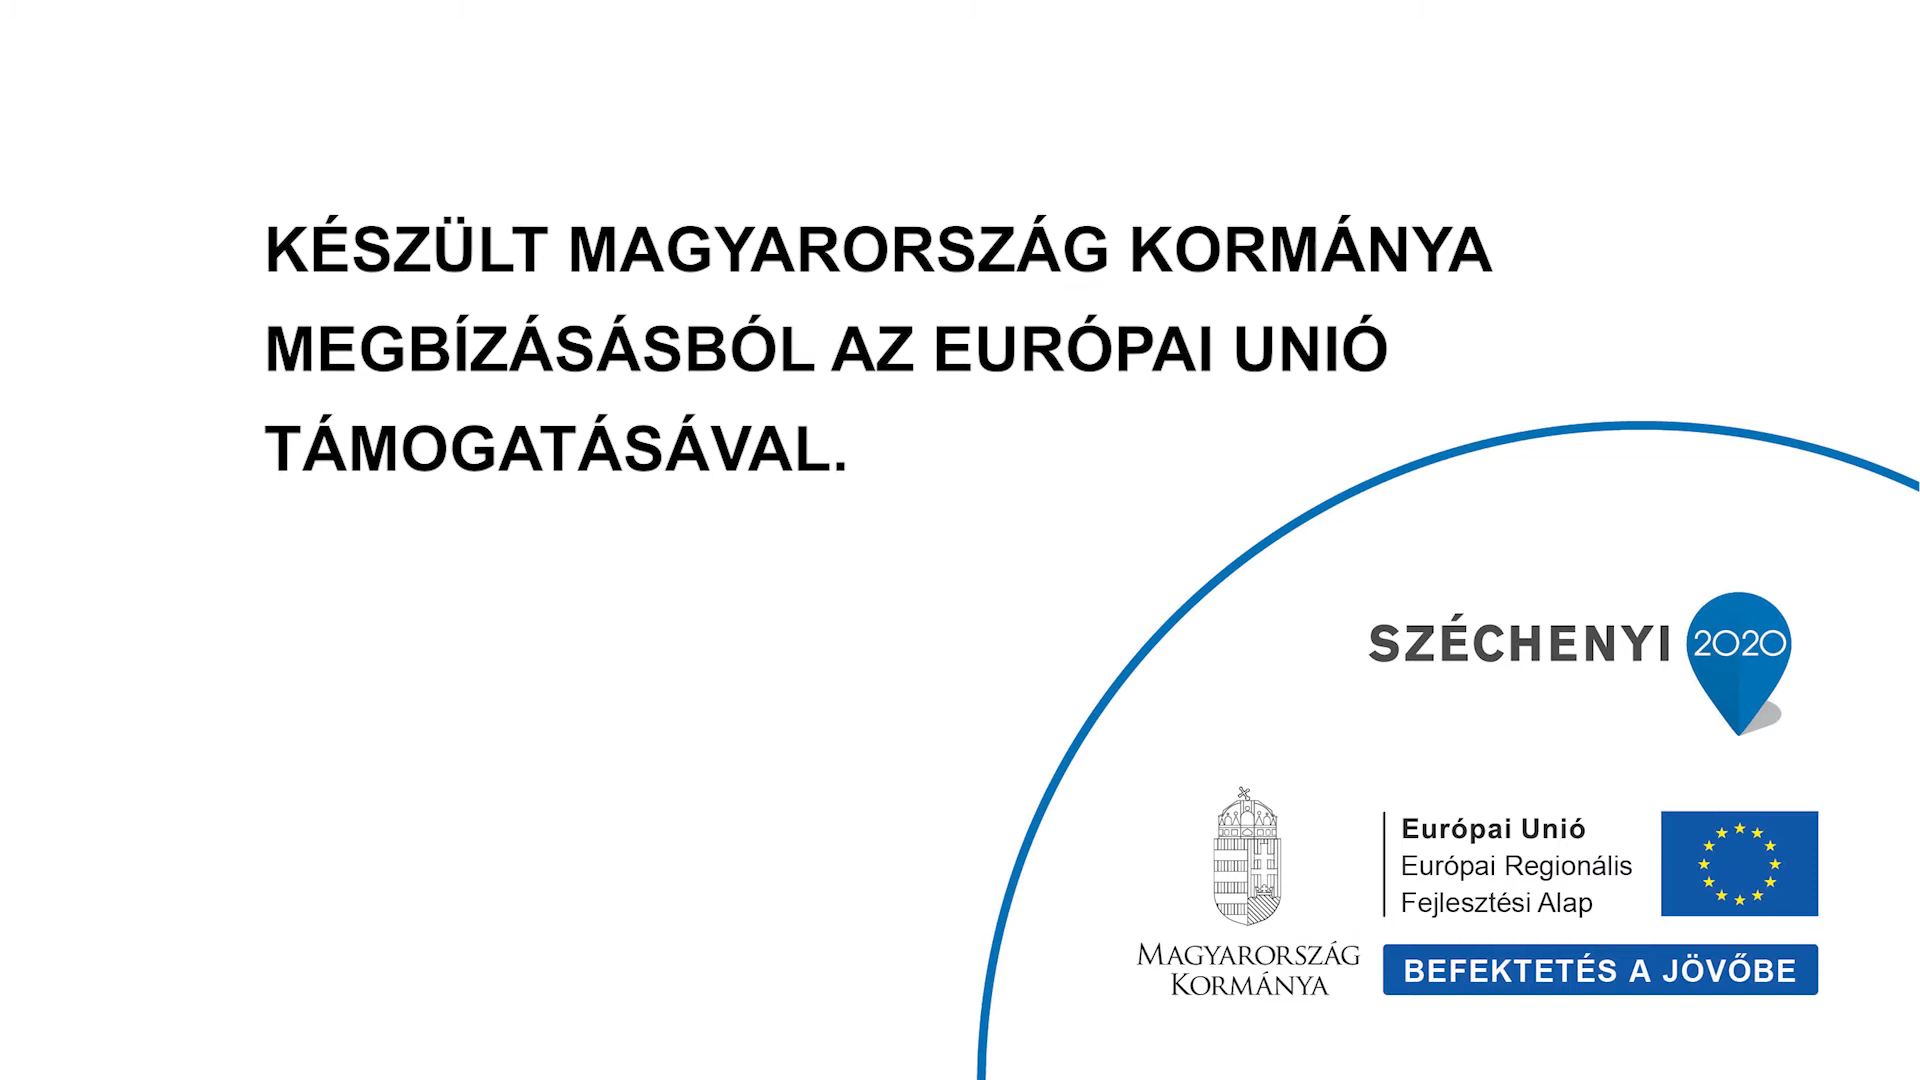 KÉSZÜLT MAGYARORSZÁG KORMÁNYA
MEGBÍZÁSÁSBÓL AZ EURÓPAI UNIÓ
TÁMOGATÁSÁVAL.
SZÉCHENYI 2020
Európai Unió
Európai Regionális
Fejlesztési Alap
MAGYARORSZÁG
KORMÁNYA
BEFEKTETÉS A JÖVŐBE